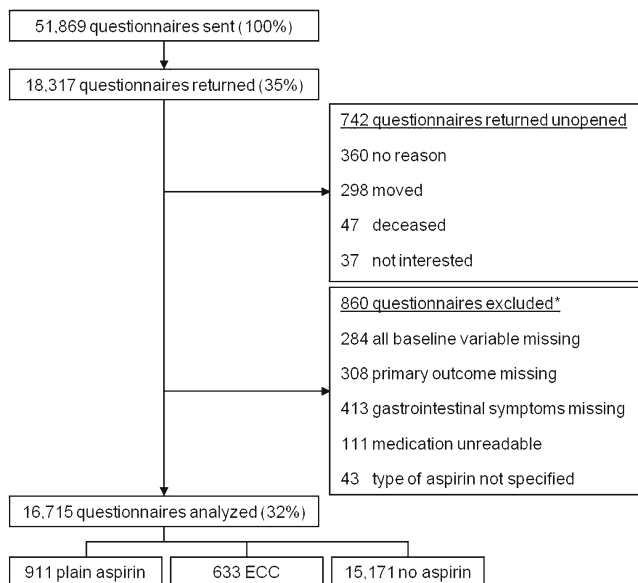 51,869 questionnaires sent (100%)
18,317 questionnaires returned (35%)
742 questionnaires returned unopened
360 no reason
298 moved
47 deceased
37 not interested
860 questionnaires excluded*
284 all baseline variable missing
308 primary outcome missing
413 gastrointestinal symptoms missing
111 medication unreadable
43 type of aspirin not specified
16,715 questionnaires analyzed (32%)
911 plain aspirin
633 ECC
15,171 no aspirin